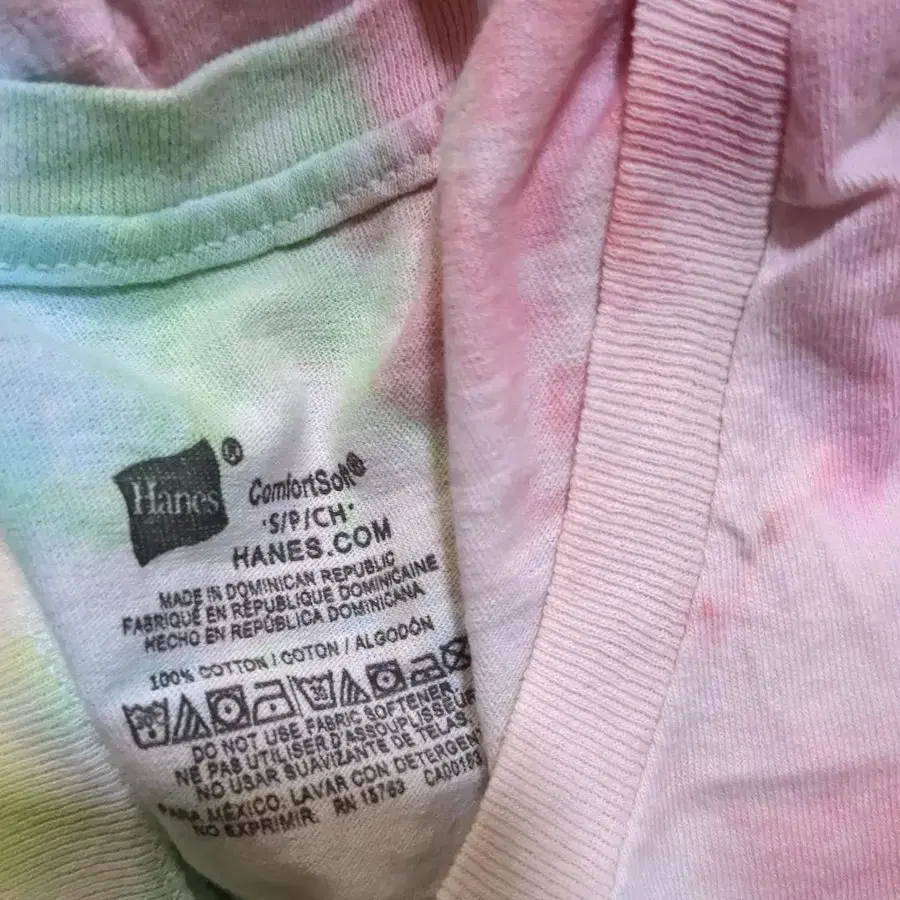 Hanes®
ComfortSoft®
·S/P/CH·
HANES.COM
MADE IN DOMINICAN REPUBLIC
FABRIQUÉ EN RÉPUBLIQUE DOMINICAINE
HECHO EN REPÚBLICA DOMINICANA
100% COTTON / COTON / ALGODÓN
DO NOT USE FABRIC SOFTENER
NE PAS UTILISER D'ASSOUPLISSEUR
NO USAR SUAVIZANTE DE TELAS.
PARA MÉXICO, LAVAR CON DETERGEN
NO EXPRIMIR. RN 15763